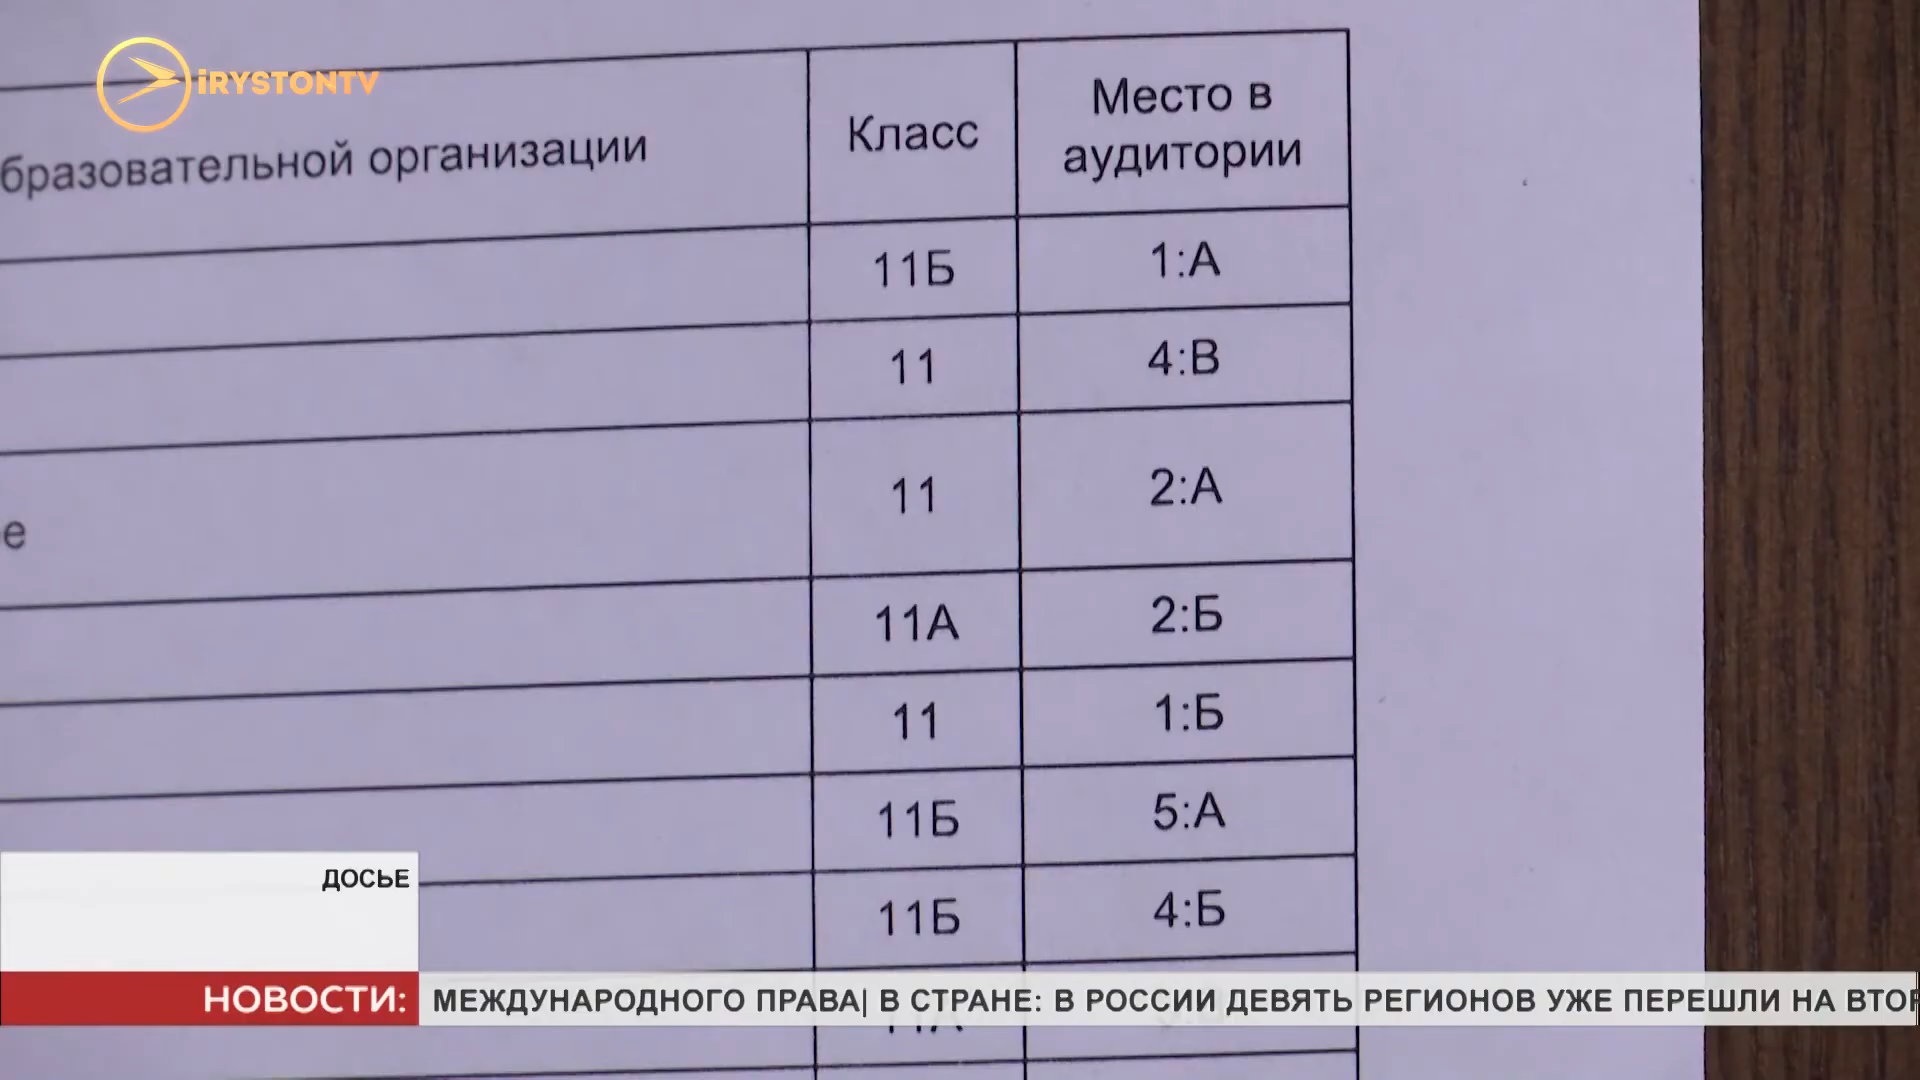 iRYSTONTV
бразовательной организации
Класс
Место в
аудитории
11Б
1:А
11
4:В
е
11
2:А
11А
2:Б
11
1:Б
11Б
5:А
11Б
4:Б
ДОСЬЕ
НОВОСТИ:
МЕЖДУНАРОДНОГО ПРАВА| В СТРАНЕ: В РОССИИ ДЕВЯТЬ РЕГИОНОВ УЖЕ ПЕРЕШЛИ НА ВТОР